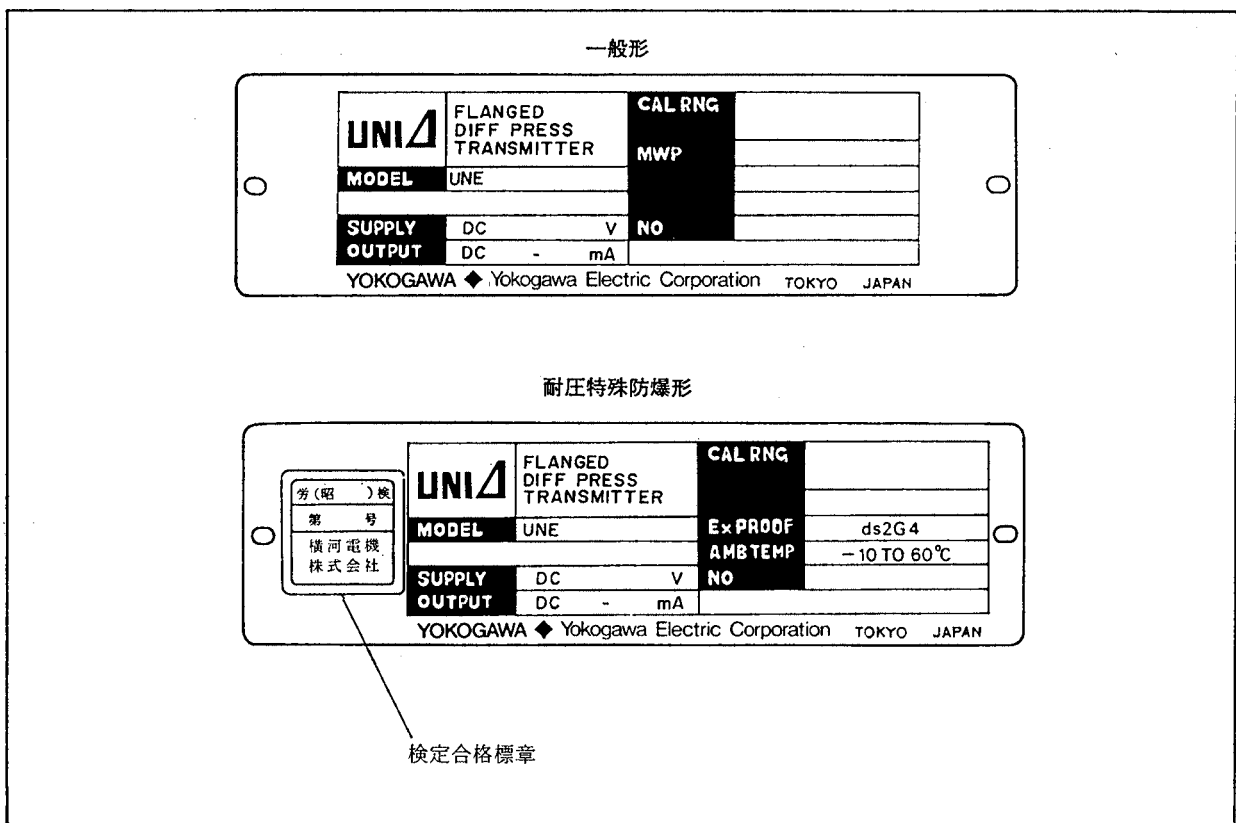 一般形
UNIΔ
FLANGED
DIFF PRESS
TRANSMITTER
CAL RNG
MWP
MODEL UNE
SUPPLY DC V NO
OUTPUT DC - mA
YOKOGAWA ◆ Yokogawa Electric Corporation TOKYO JAPAN
耐圧特殊防爆形
労(昭 )検
第 号
横河電機
株式会社
UNIΔ
FLANGED
DIFF PRESS
TRANSMITTER
CAL RNG
MODEL UNE Ex PROOF ds2G4
AMB TEMP -10 TO 60℃
SUPPLY DC V NO
OUTPUT DC - mA
YOKOGAWA ◆ Yokogawa Electric Corporation TOKYO JAPAN
検定合格標章